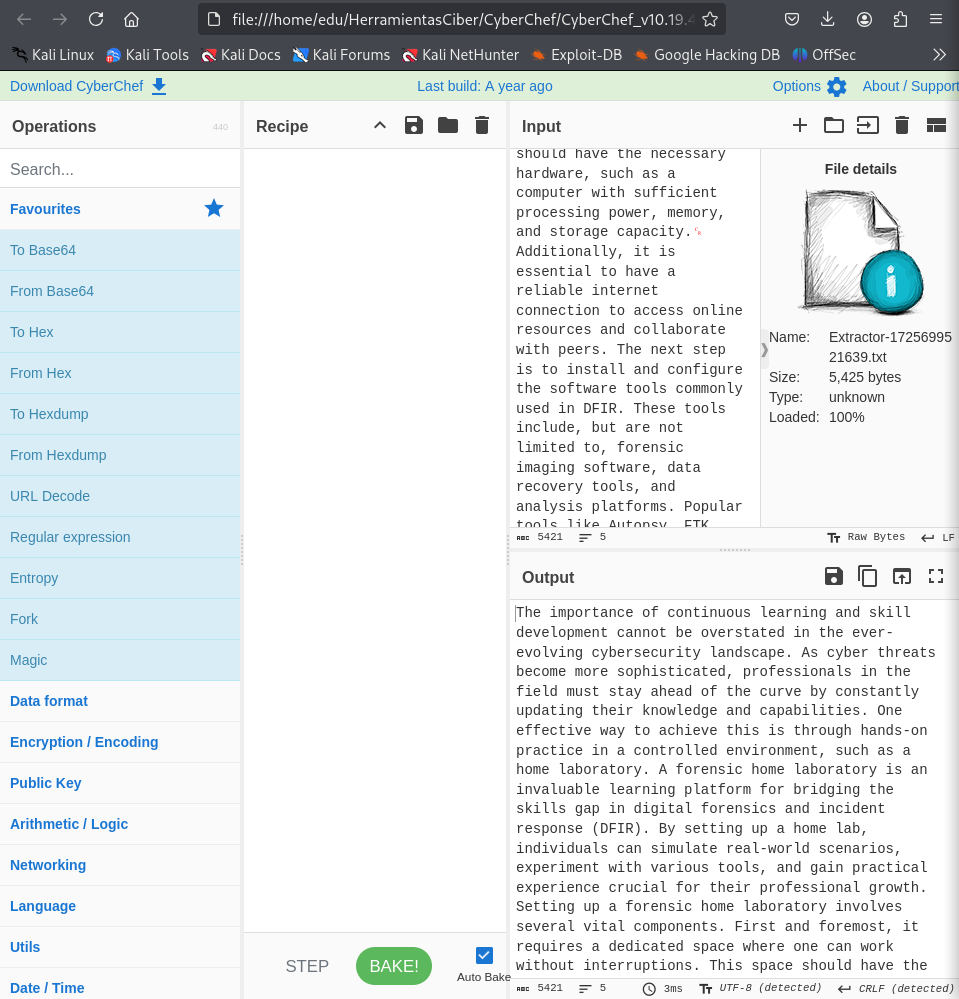 file:///home/edu/HerramientasCiber/CyberChef/CyberChef_v10.19.4
Kali Linux
Kali Tools
Kali Docs
Kali Forums
Kali NetHunter
Exploit-DB
Google Hacking DB
OffSec
Download CyberChef
Last build: A year ago
Options
About / Support
Operations
440
Search...
Favourites
To Base64
From Base64
To Hex
From Hex
To Hexdump
From Hexdump
URL Decode
Regular expression
Entropy
Fork
Magic
Data format
Encryption / Encoding
Public Key
Arithmetic / Logic
Networking
Language
Utils
Date / Time
Recipe
STEP
BAKE!
Auto Bake
Input
should have the necessary
hardware, such as a
computer with sufficient
processing power, memory,
and storage capacity.␍
Additionally, it is
essential to have a
reliable internet
connection to access online
resources and collaborate
with peers. The next step
is to install and configure
the software tools commonly
used in DFIR. These tools
include, but are not
limited to, forensic
imaging software, data
recovery tools, and
analysis platforms. Popular
tools like Autopsy, FTK
File details
Name: Extractor-17256995
21639.txt
Size: 5,425 bytes
Type: unknown
Loaded: 100%
ABC 5421
5
Tт Raw Bytes
LF
Output
The importance of continuous learning and skill
development cannot be overstated in the ever-
evolving cybersecurity landscape. As cyber threats
become more sophisticated, professionals in the
field must stay ahead of the curve by constantly
updating their knowledge and capabilities. One
effective way to achieve this is through hands-on
practice in a controlled environment, such as a
home laboratory. A forensic home laboratory is an
invaluable learning platform for bridging the
skills gap in digital forensics and incident
response (DFIR). By setting up a home lab,
individuals can simulate real-world scenarios,
experiment with various tools, and gain practical
experience crucial for their professional growth.
Setting up a forensic home laboratory involves
several vital components. First and foremost, it
requires a dedicated space where one can work
without interruptions. This space should have the
ABC 5421
5
3ms
Tт UTF-8 (detected)
CRLF (detected)